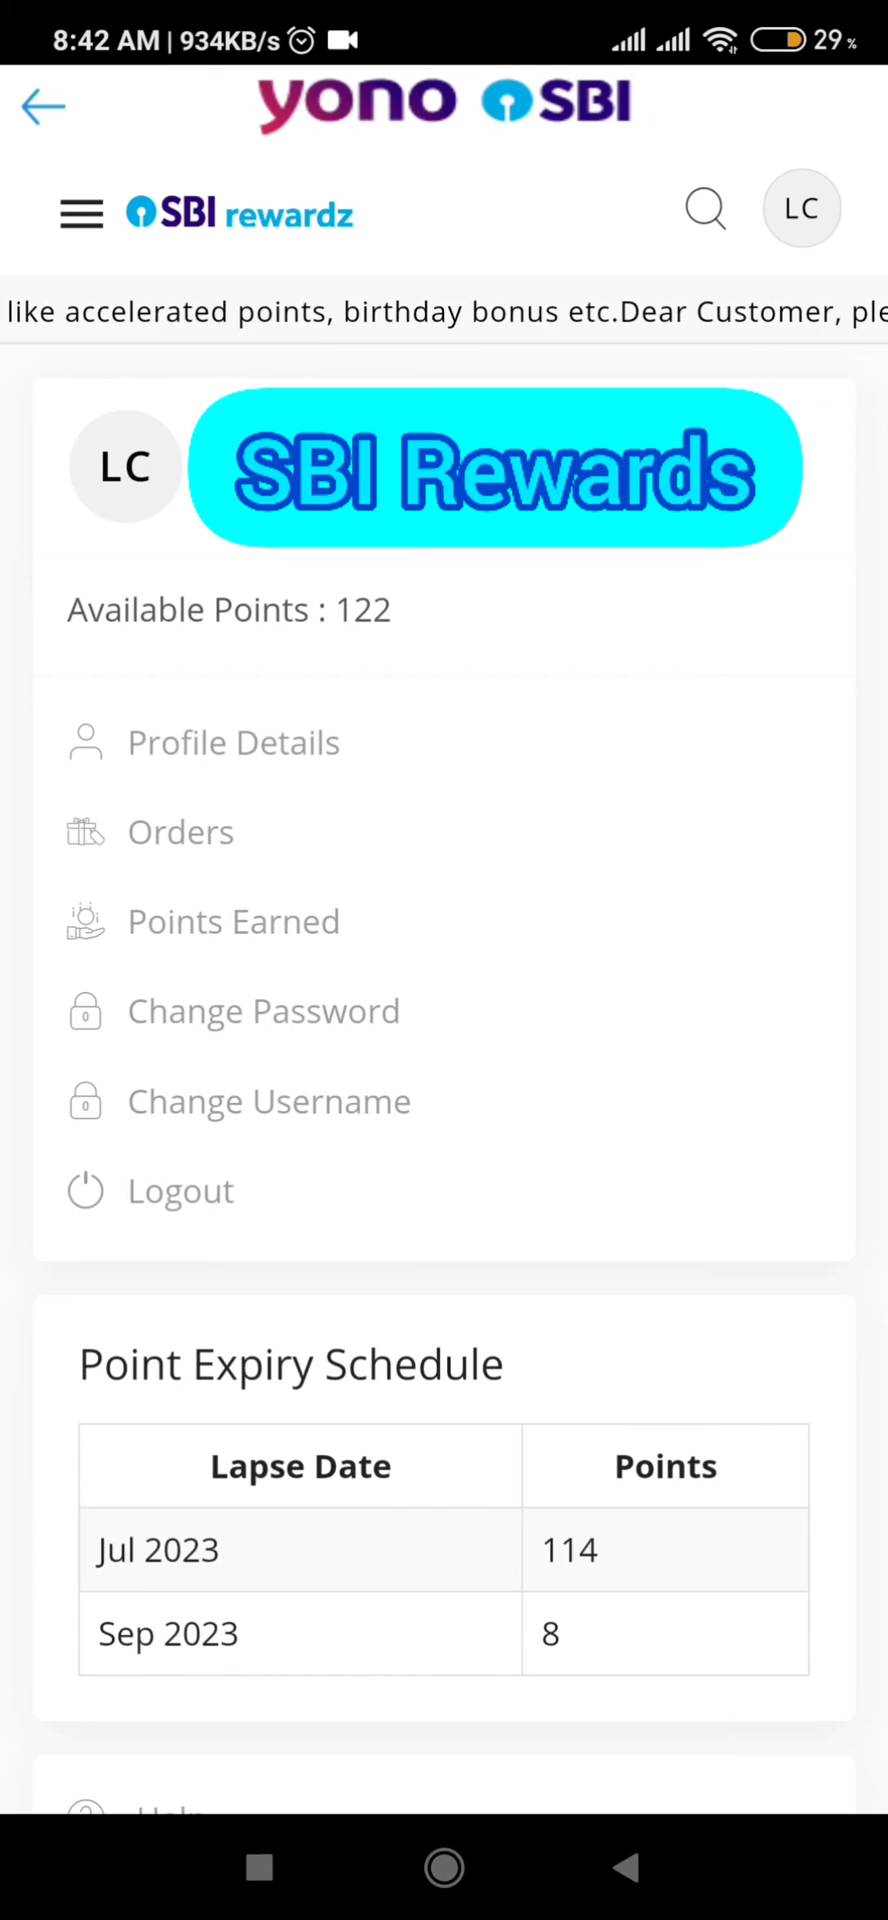 8:42 AM | 934KB/s 29%
yono SBI
SBI rewardz LC
like accelerated points, birthday bonus etc.Dear Customer, ple
LC SBI Rewards
Available Points : 122
Profile Details
Orders
Points Earned
Change Password
Change Username
Logout
Point Expiry Schedule
Lapse Date Points
Jul 2023 114
Sep 2023 8
Help